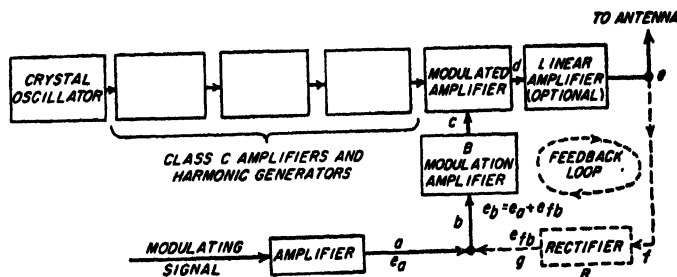 TO ANTENNA
CRYSTAL
OSCILLATOR
MODULATED
AMPLIFIER
d
LINEAR
AMPLIFIER
(OPTIONAL)
e
c
CLASS C AMPLIFIERS AND
HARMONIC GENERATORS
B
MODULATION
AMPLIFIER
FEEDBACK
LOOP
b
eb=ea+efb
MODULATING
SIGNAL
AMPLIFIER
a
ea
efb
g
RECTIFIER
R
f